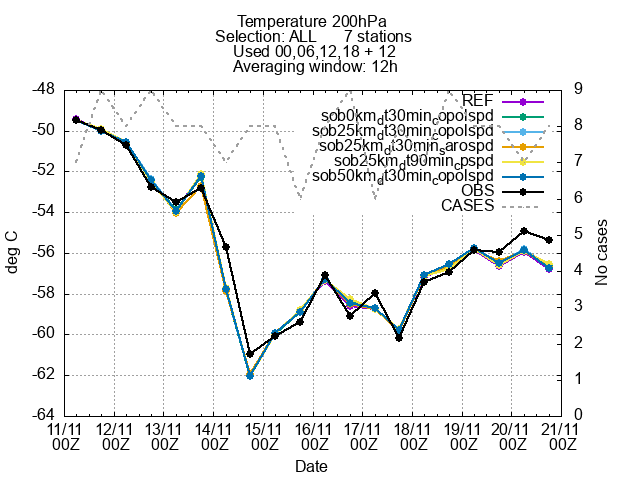 Temperature 200hPa
Selection: ALL 7 stations
Used 00,06,12,18 + 12
Averaging window: 12h
REF
sob0km_dt30min_copolspd
sob25km_dt30min_copolspd
sob25km_dt30min_sarospd
sob25km_dt90min_cpspd
sob50km_dt30min_copolspd
OBS
CASES
-48
-50
-52
-54
-56
-58
-60
-62
-64
deg C
9
8
7
6
5
4
3
2
1
0
No cases
11/11 12/11 13/11 14/11 15/11 16/11 17/11 18/11 19/11 20/11 21/11
00Z 00Z 00Z 00Z 00Z 00Z 00Z 00Z 00Z 00Z 00Z
Date